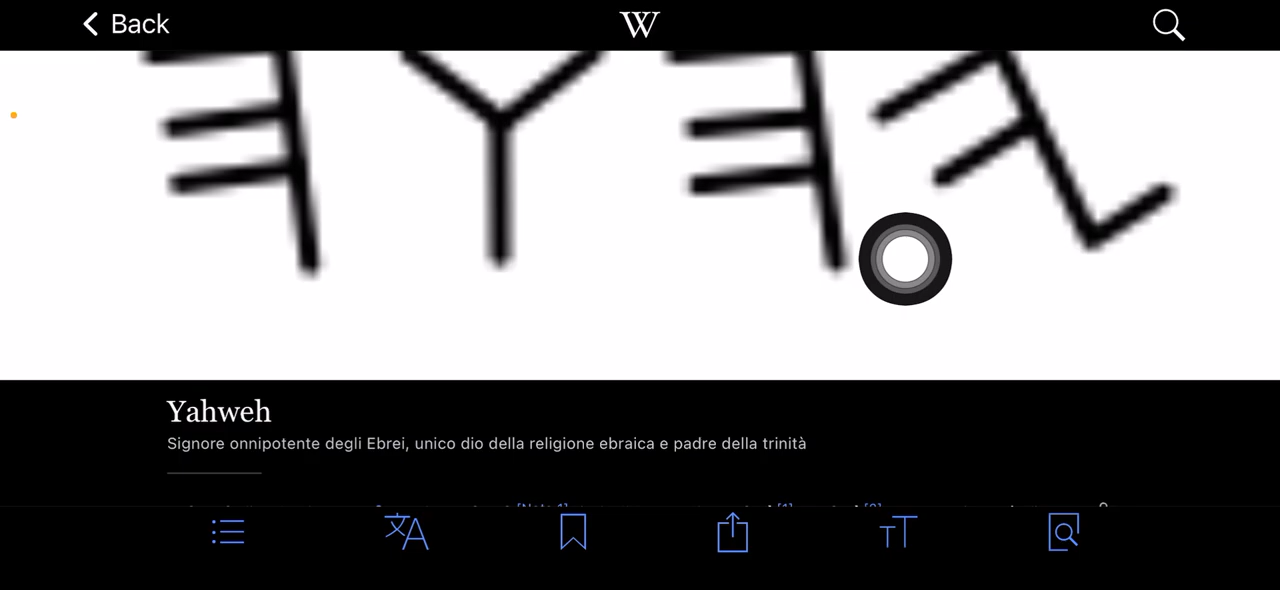 Back
W
𐤉𐤄𐤅𐤄
Yahweh
Signore onnipotente degli Ebrei, unico dio della religione ebraica e padre della trinità